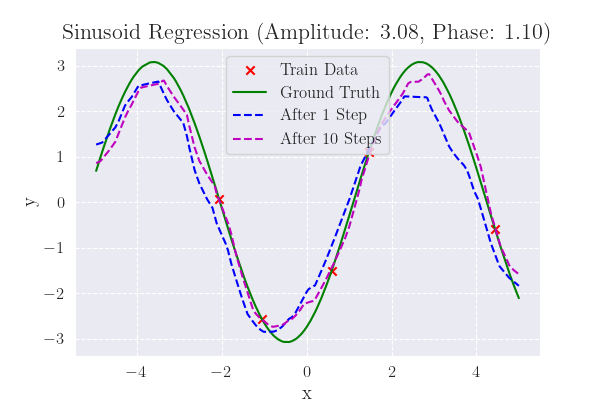 Sinusoid Regression (Amplitude: 3.08, Phase: 1.10)
3
2
1
0
−1
−2
−3
y
Train Data
Ground Truth
After 1 Step
After 10 Steps
−4
−2
0
2
4
x